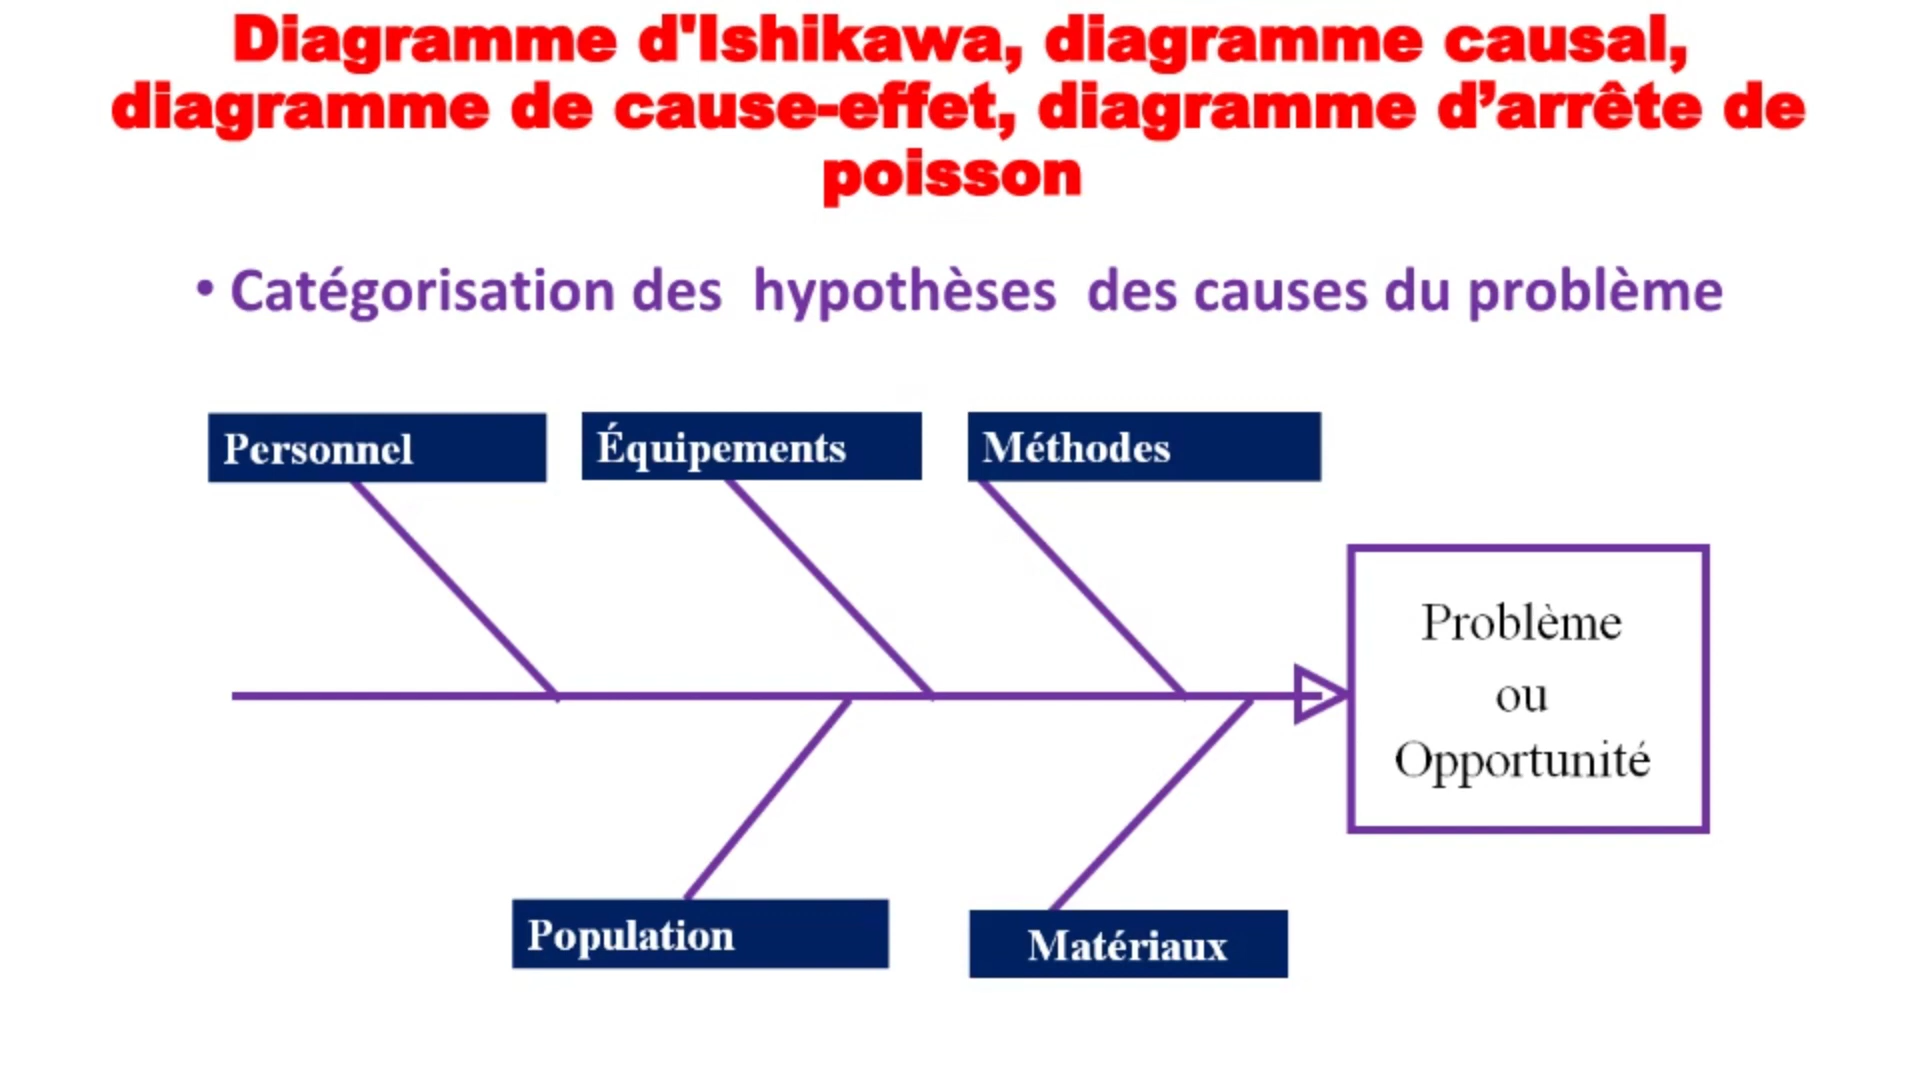 Diagramme d'Ishikawa, diagramme causal,
diagramme de cause-effet, diagramme d’arrête de
poisson
• Catégorisation des hypothèses des causes du problème
Personnel
Équipements
Méthodes
Problème
ou
Opportunité
Population
Matériaux